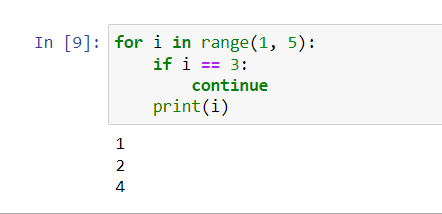 In [9]: for i in range(1, 5):
if i == 3:
continue
print(i)
1
2
4